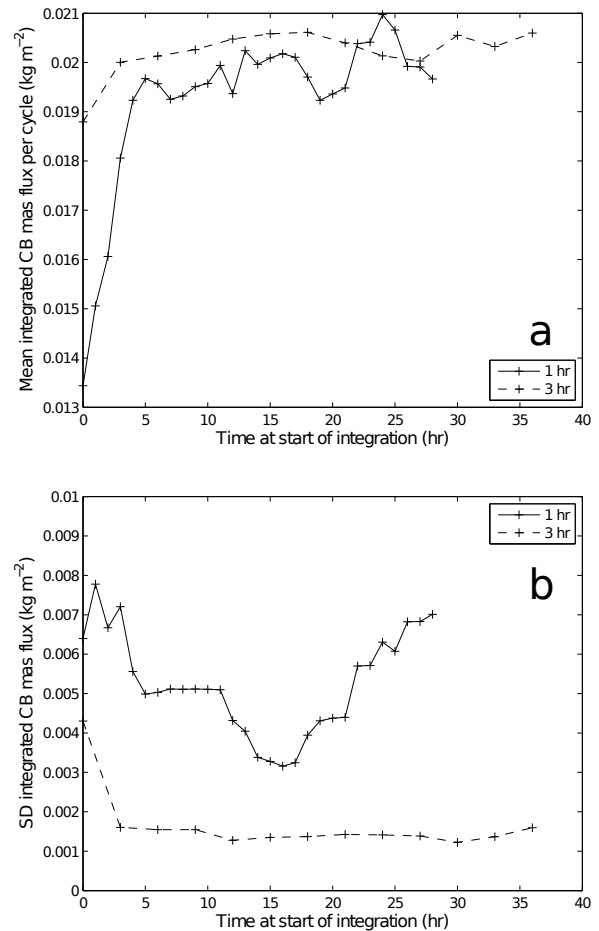 0.021
0.02
0.019
0.018
0.017
0.016
0.015
0.014
0.013
Mean integrated CB mas flux per cycle (kg m⁻²)
0 5 10 15 20 25 30 35 40
Time at start of integration (hr)
a
1 hr
3 hr
0.01
0.009
0.008
0.007
0.006
0.005
0.004
0.003
0.002
0.001
0
SD integrated CB mas flux (kg m⁻²)
0 5 10 15 20 25 30 35 40
Time at start of integration (hr)
1 hr
3 hr
b